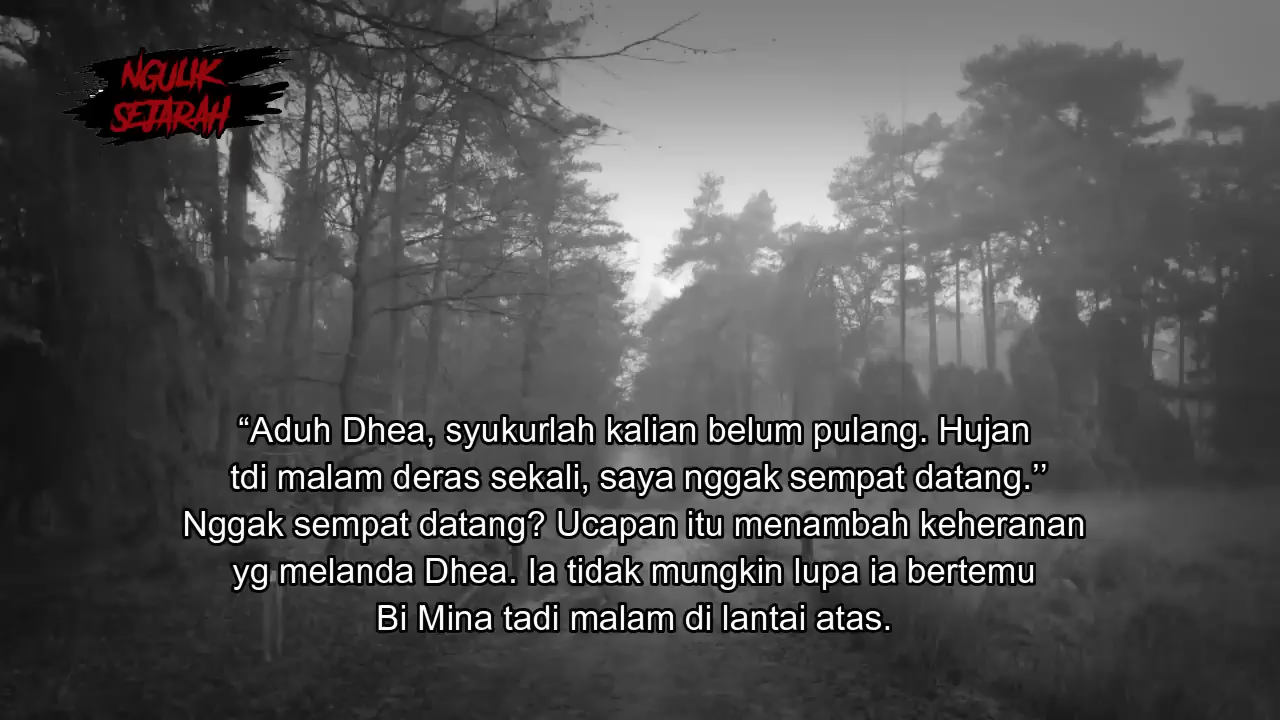 NGULIK
SEJARAH
“Aduh Dhea, syukurlah kalian belum pulang. Hujan
tdi malam deras sekali, saya nggak sempat datang.’’
Nggak sempat datang? Ucapan itu menambah keheranan
yg melanda Dhea. Ia tidak mungkin lupa ia bertemu
Bi Mina tadi malam di lantai atas.